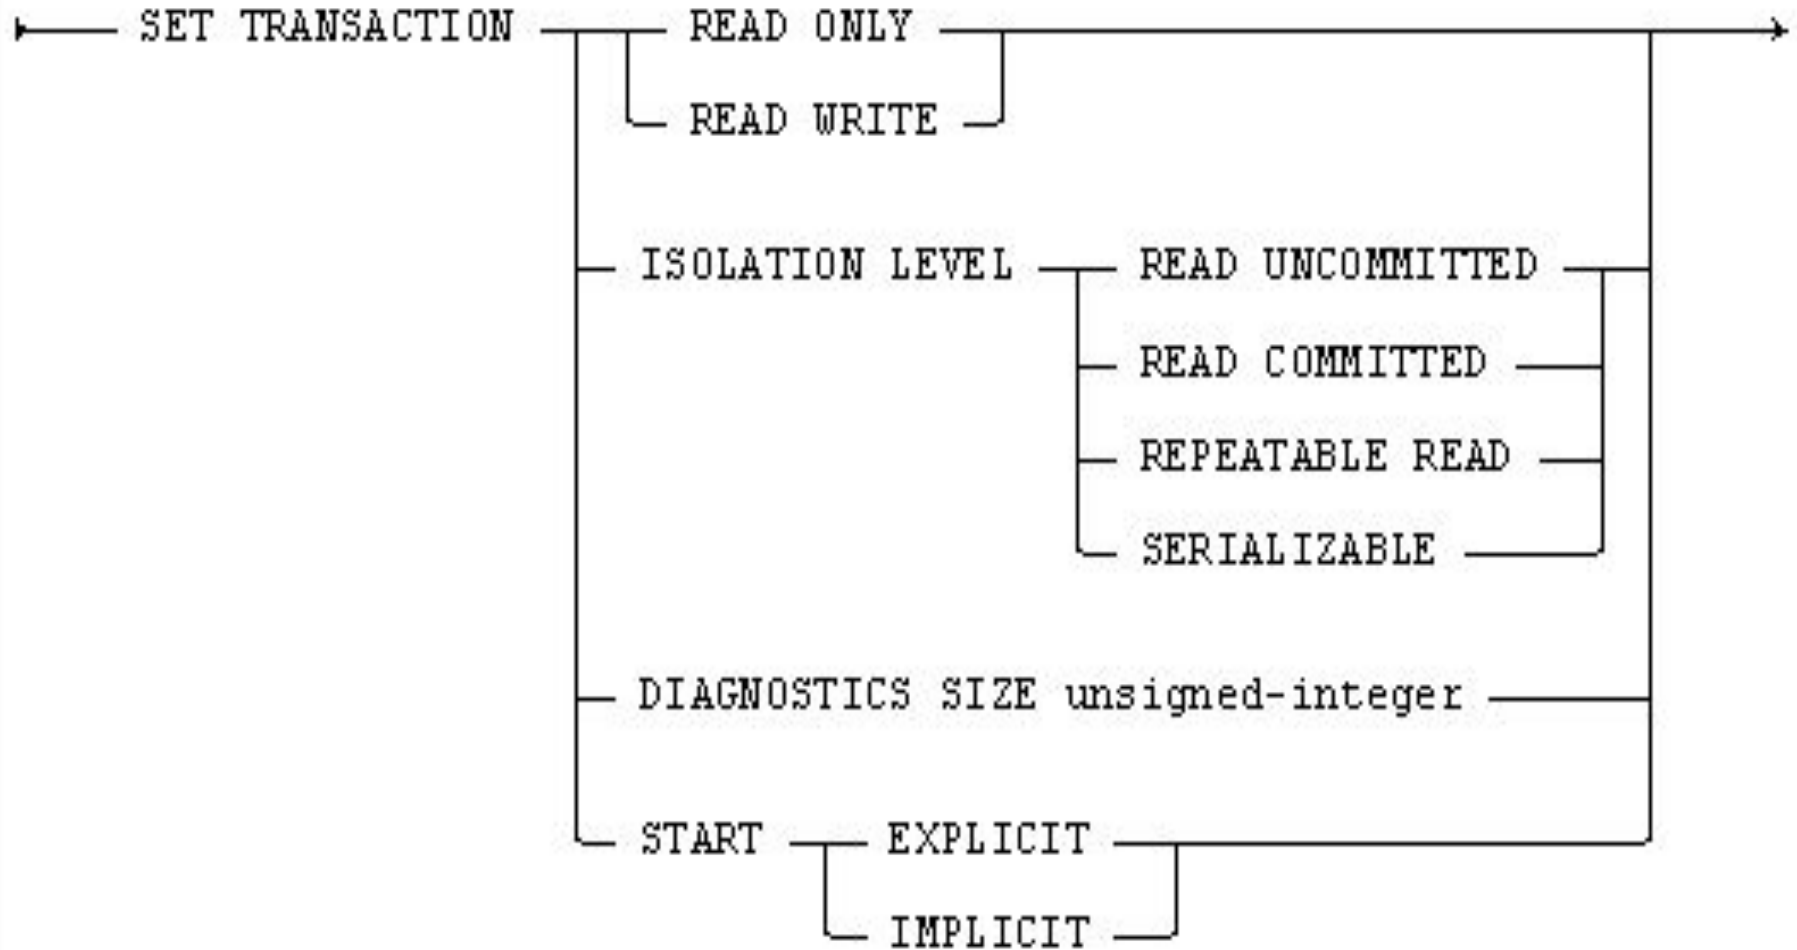 SET TRANSACTION READ ONLY
READ WRITE
ISOLATION LEVEL READ UNCOMMITTED
READ COMMITTED
REPEATABLE READ
SERIALIZABLE
DIAGNOSTICS SIZE unsigned-integer
START EXPLICIT
IMPLICIT